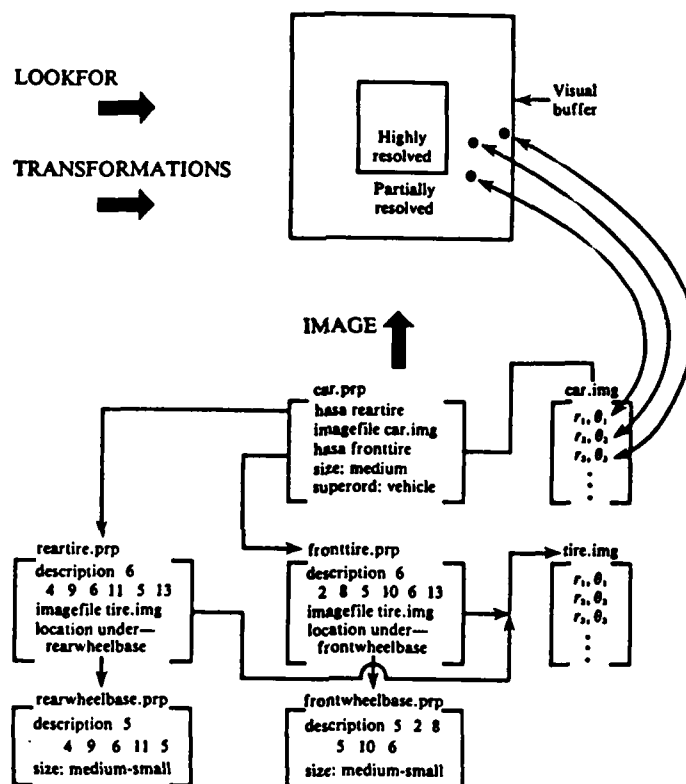 LOOKFOR
TRANSFORMATIONS
Visual
buffer
Highly
resolved
Partially
resolved
IMAGE
car.prp
hasa reartire
imagefile car.img
hasa fronttire
size: medium
superord: vehicle
car.img
r₁, θ₁
r₂, θ₂
r₃, θ₃
reartire.prp
description 6
4 9 6 11 5 13
imagefile tire.img
location under—
rearwheelbase
fronttire.prp
description 6
2 8 5 10 6 13
imagefile tire.img
location under—
frontwheelbase
tire.img
r₁, θ₁
r₂, θ₂
r₃, θ₃
rearwheelbase.prp
description 5
4 9 6 11 5
size: medium-small
frontwheelbase.prp
description 5 2 8
5 10 6
size: medium-small